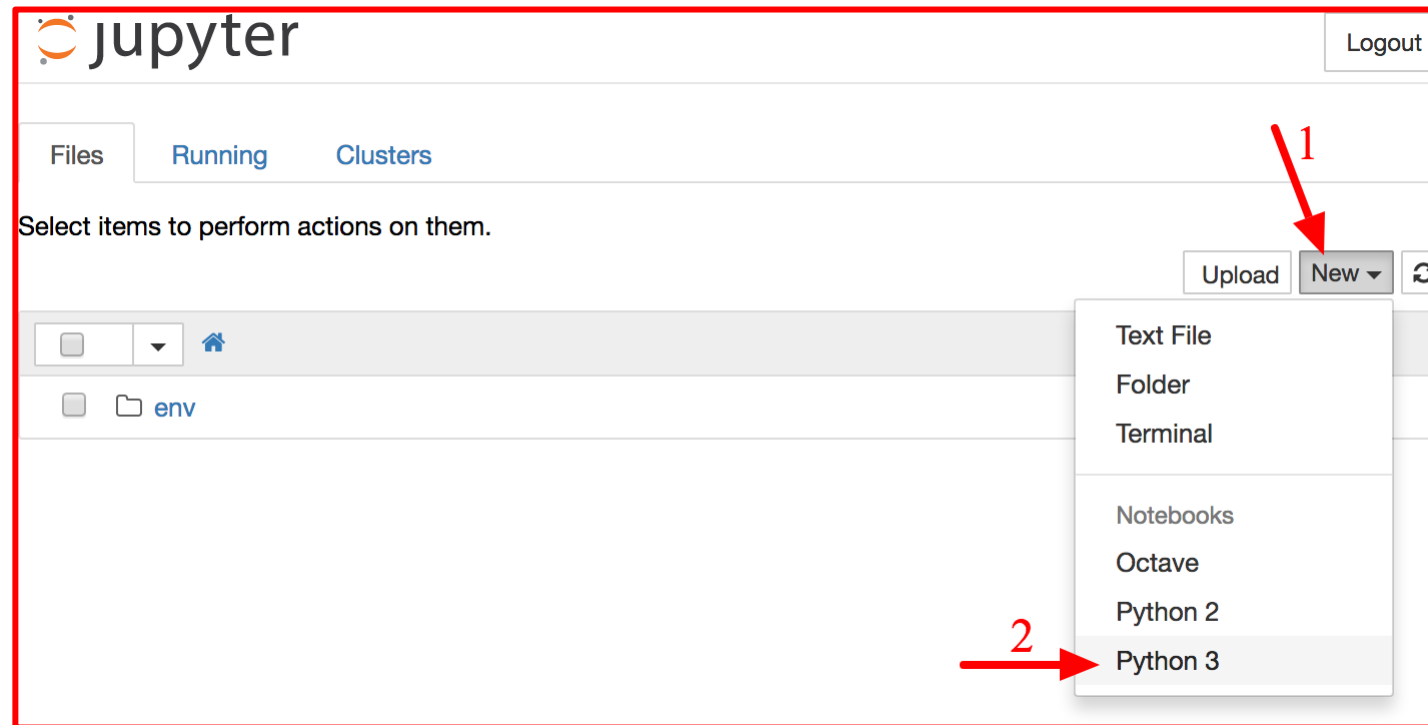 jupyter
Logout
Files Running Clusters
1
Select items to perform actions on them.
Upload New
Text File
env
Folder
Terminal
Notebooks
Octave
Python 2
2
Python 3